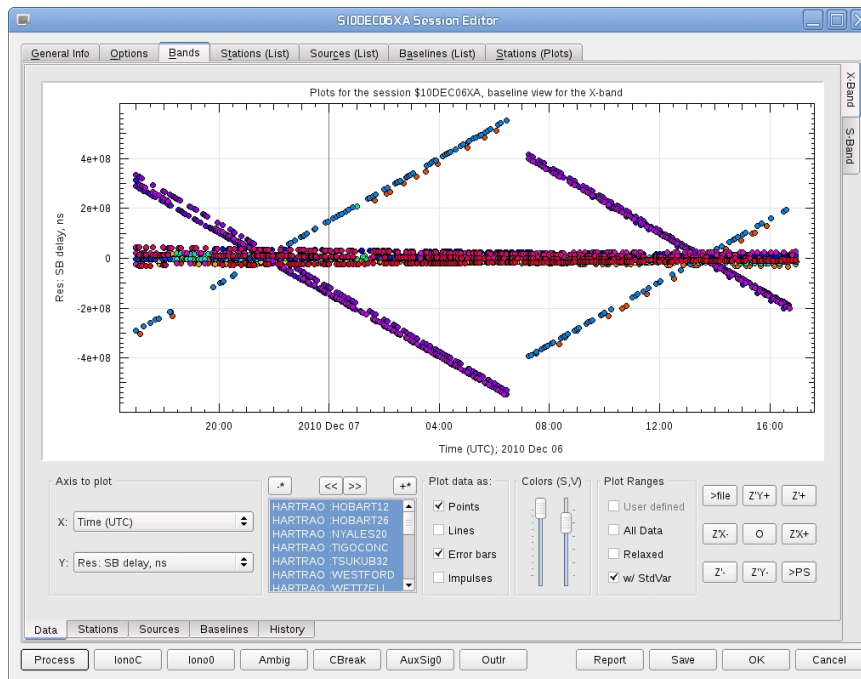 $10DEC06XA Session Editor
General Info Options Bands Stations (List) Sources (List) Baselines (List) Stations (Plots)
X-Band
S-Band
Plots for the session $10DEC06XA, baseline view for the X-band
Res: SB delay, ns
4e+08
2e+08
0
-2e+08
-4e+08
20:00 2010 Dec 07 04:00 08:00 12:00 16:00
Time (UTC); 2010 Dec 06
Axis to plot
X: Time (UTC)
Y: Res: SB delay, ns
-* << >> +*
HARTRAO :HOBART12
HARTRAO :HOBART26
HARTRAO :NYALES20
HARTRAO :TIGOCONC
HARTRAO :TSUKUB32
HARTRAO :WESTFORD
HARTRAO :WETTZELL
Plot data as:
Points
Lines
Error bars
Impulses
Colors (S,V)
Plot Ranges
User defined
All Data
Relaxed
w/ StdVar
>file Z'Y+ Z'+
Z'X- O Z'X+
Z'- Z'Y- >PS
Data Stations Sources Baselines History
Process IonoC Iono0 Ambig CBreak AuxSig0 Outlr Report Save OK Cancel